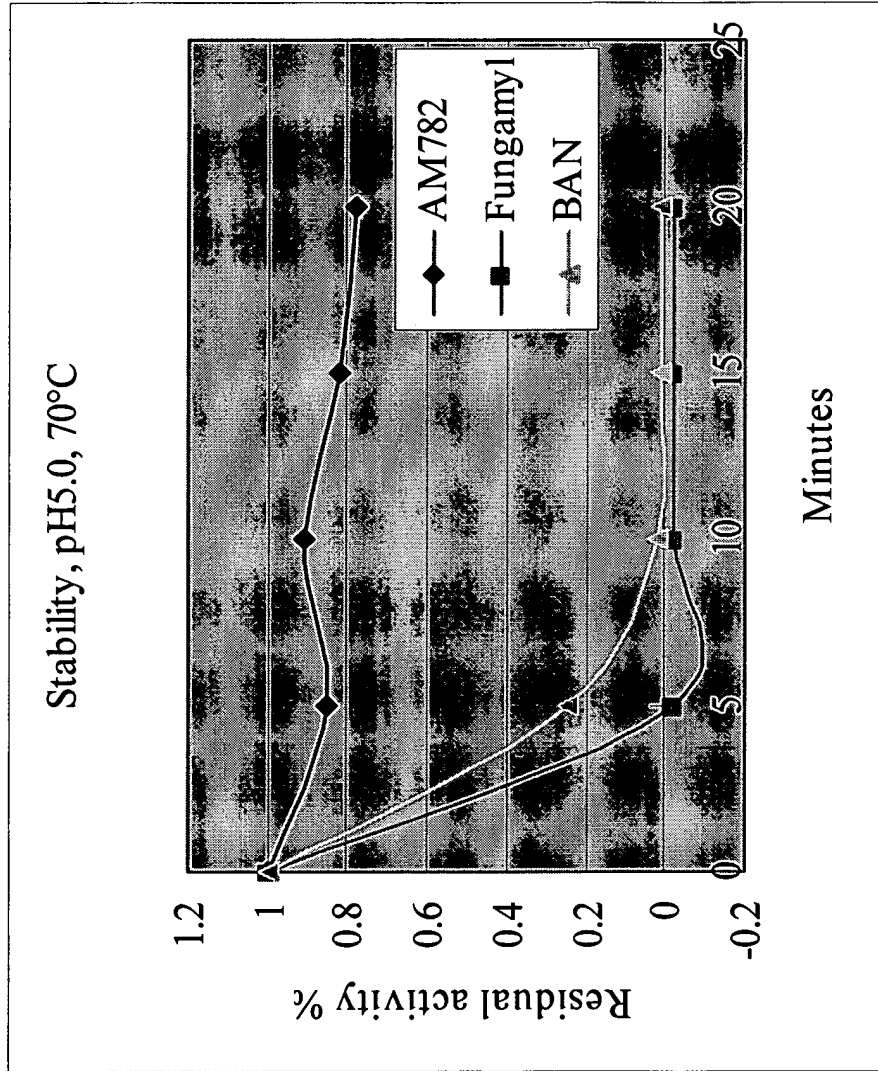 Stability, pH5.0, 70°C
Residual activity %
1.2
1
0.8
0.6
0.4
0.2
0
-0.2
0
5
10
15
20
25
Minutes
AM782
Fungamyl
BAN